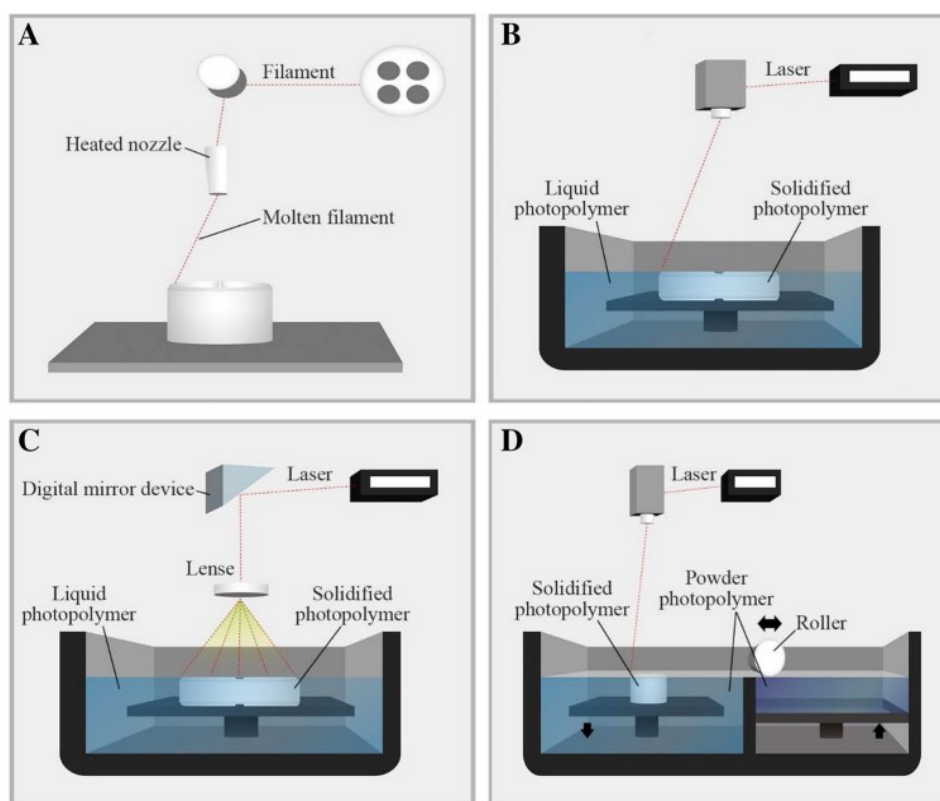 A
Filament
Heated nozzle
Molten filament
B
Laser
Liquid
photopolymer
Solidified
photopolymer
C
Laser
Digital mirror device
Lense
Liquid
photopolymer
Solidified
photopolymer
D
Laser
Solidified
photopolymer
Powder
photopolymer
Roller